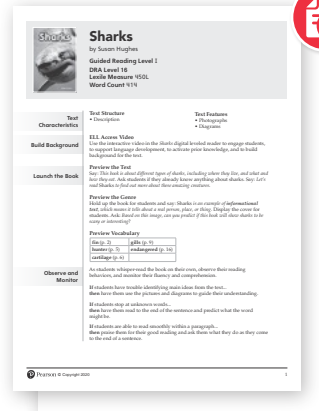 Sharks
Sharks
by Susan Hughes
Guided Reading Level I
DRA Level 16
Lexile Measure 450L
Word Count 414
Text
Characteristics
Text Structure
• Description
Text Features
• Photographs
• Diagrams
Build Background
ELL Access Video
Use the interactive video in the Sharks digital leveled reader to engage students,
to support language development, to activate prior knowledge, and to build
background for the text.
Launch the Book
Preview the Text
Say: This book is about different types of sharks, including where they live, and what and
how they eat. Ask students if they already know anything about sharks. Say: Let's
read Sharks to find out more about these amazing creatures.
Preview the Genre
Hold up the book for students and say: Sharks is an example of informational
text, which means it tells about a real person, place, or thing. Display the cover for
students. Ask: Based on this image, can you predict if this book will show sharks to be
scary or interesting?
Preview Vocabulary
fin (p. 2) gills (p. 9)
hunter (p. 5) endangered (p. 16)
cartilage (p. 6)
Observe and
Monitor
As students whisper-read the book on their own, observe their reading
behaviors, and monitor their fluency and comprehension.
If students have trouble identifying main ideas from the text...
then have them use the pictures and diagrams to guide their understanding.
If students stop at unknown words...
then have them read to the end of the sentence and predict what the word
might be.
If students are able to read smoothly within a paragraph...
then praise them for their good reading and ask them what they do as they come
to the end of a sentence.
Pearson © Copyright 2020
1